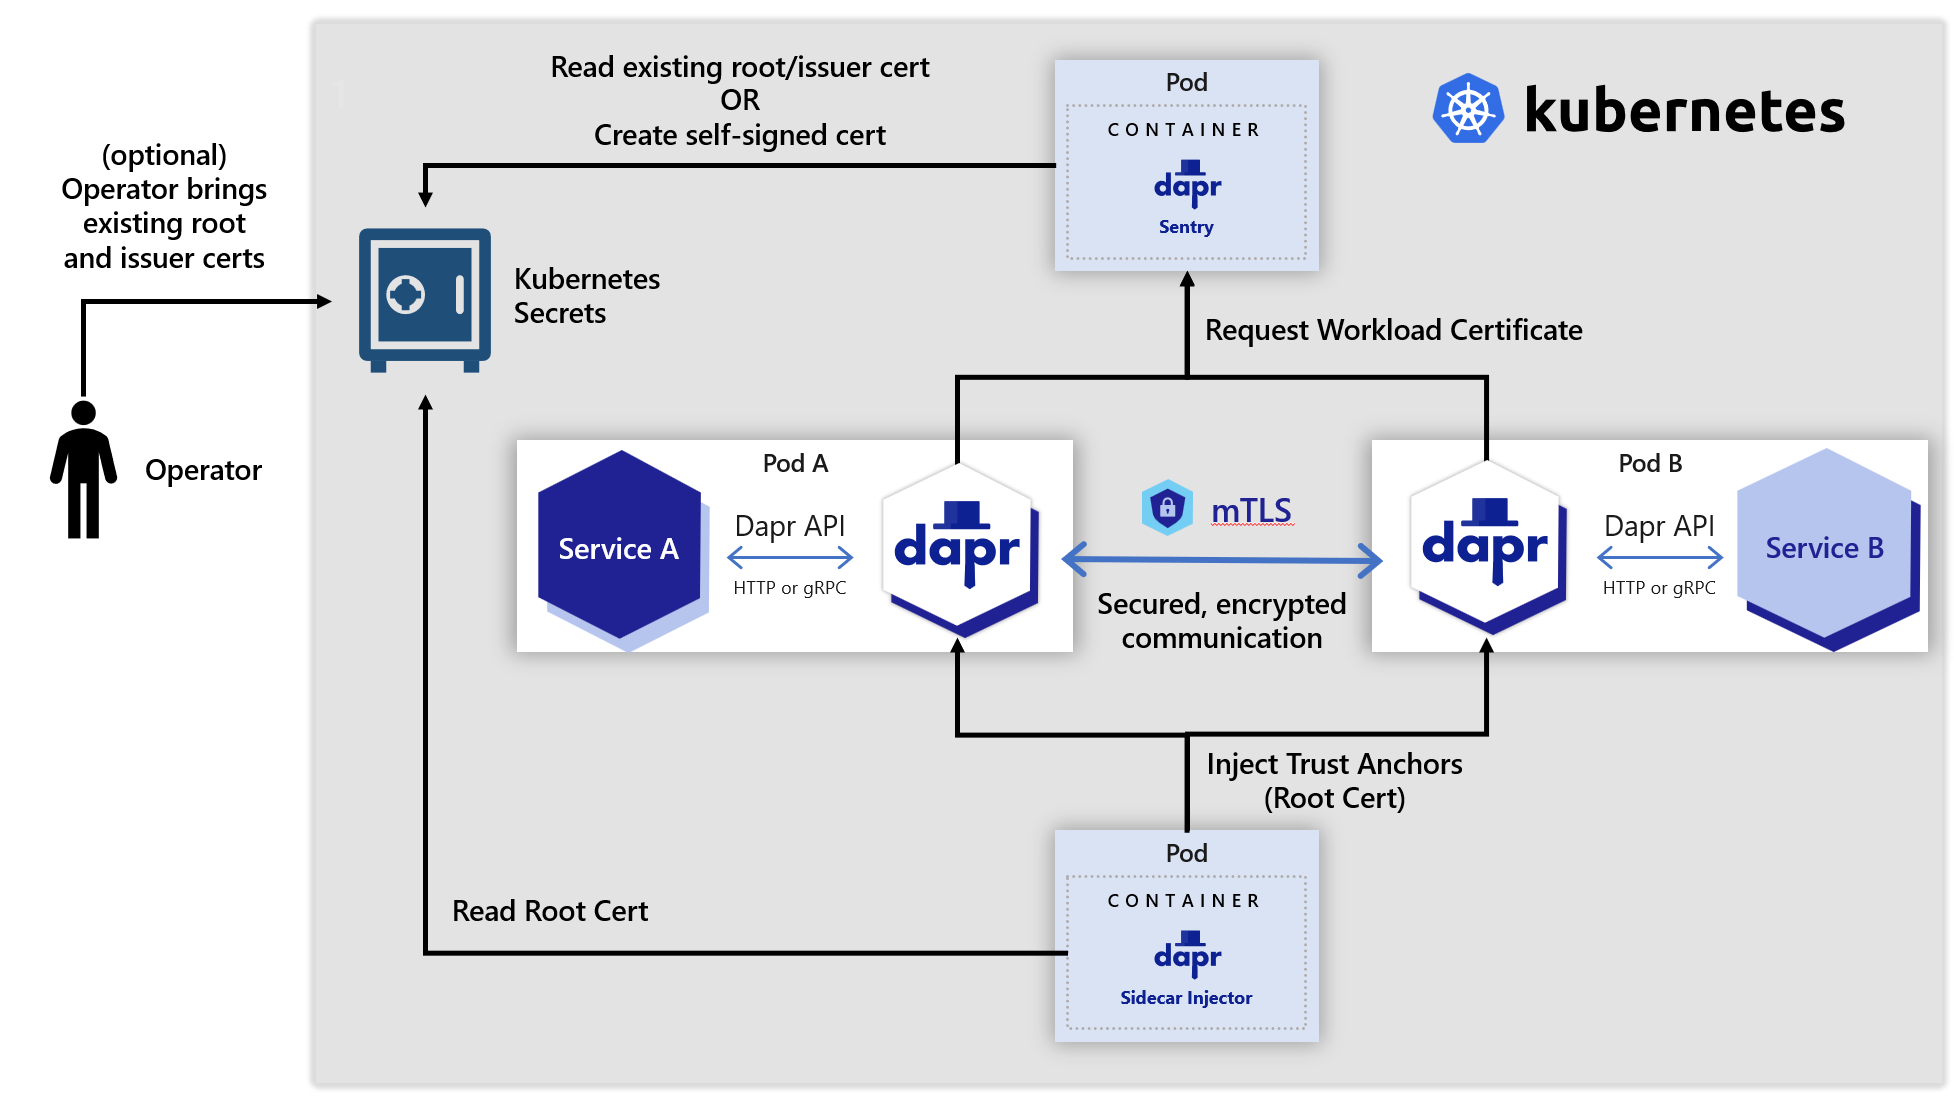 Read existing root/issuer cert
OR
Create self-signed cert
Pod
CONTAINER
dapr
Sentry
kubernetes
1
(optional)
Operator brings
existing root
and issuer certs
Kubernetes
Secrets
Request Workload Certificate
Operator
Pod A
Service A
Dapr API
HTTP or gRPC
dapr
mTLS
Secured, encrypted
communication
Pod B
dapr
Dapr API
HTTP or gRPC
Service B
Inject Trust Anchors
(Root Cert)
Read Root Cert
Pod
CONTAINER
dapr
Sidecar Injector